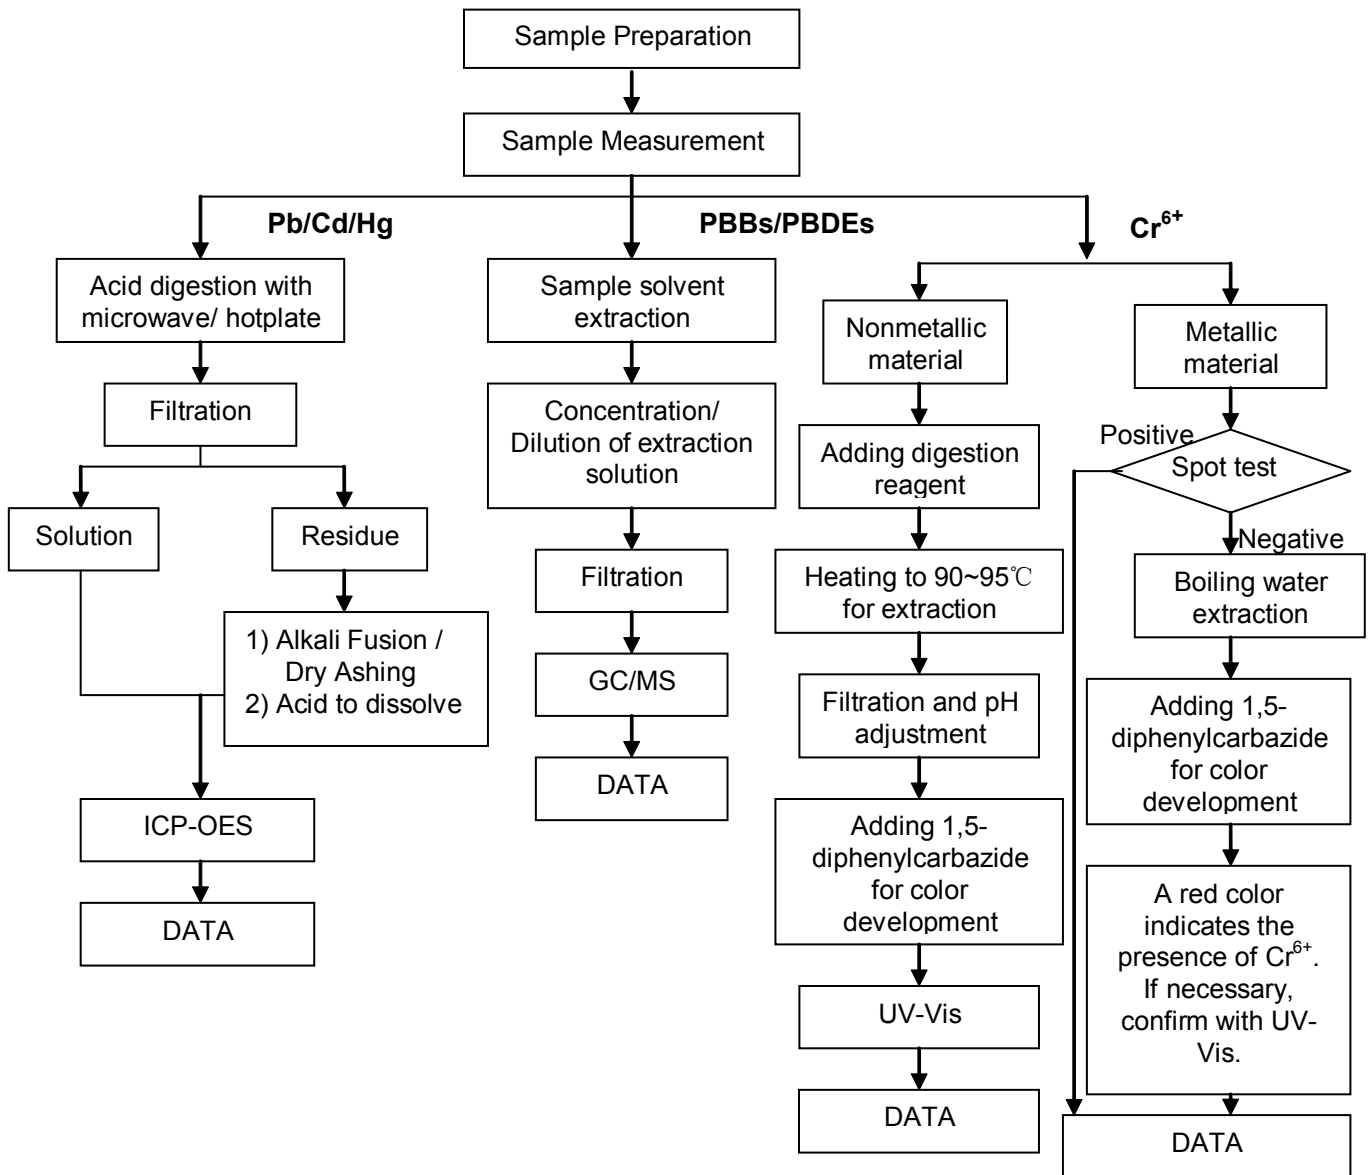 Sample Preparation
Sample Measurement
Pb/Cd/Hg
PBBs/PBDEs
Cr6+
Acid digestion with
microwave/ hotplate
Filtration
Solution
Residue
1) Alkali Fusion /
Dry Ashing
2) Acid to dissolve
ICP-OES
DATA
Sample solvent
extraction
Concentration/
Dilution of extraction
solution
Filtration
GC/MS
DATA
Nonmetallic
material
Adding digestion
reagent
Heating to 90~95℃
for extraction
Filtration and pH
adjustment
Adding 1,5-
diphenylcarbazide
for color
development
UV-Vis
DATA
Metallic
material
Positive
Spot test
Negative
Boiling water
extraction
Adding 1,5-
diphenylcarbazide
for color
development
A red color
indicates the
presence of Cr6+.
If necessary,
confirm with UV-
Vis.
DATA